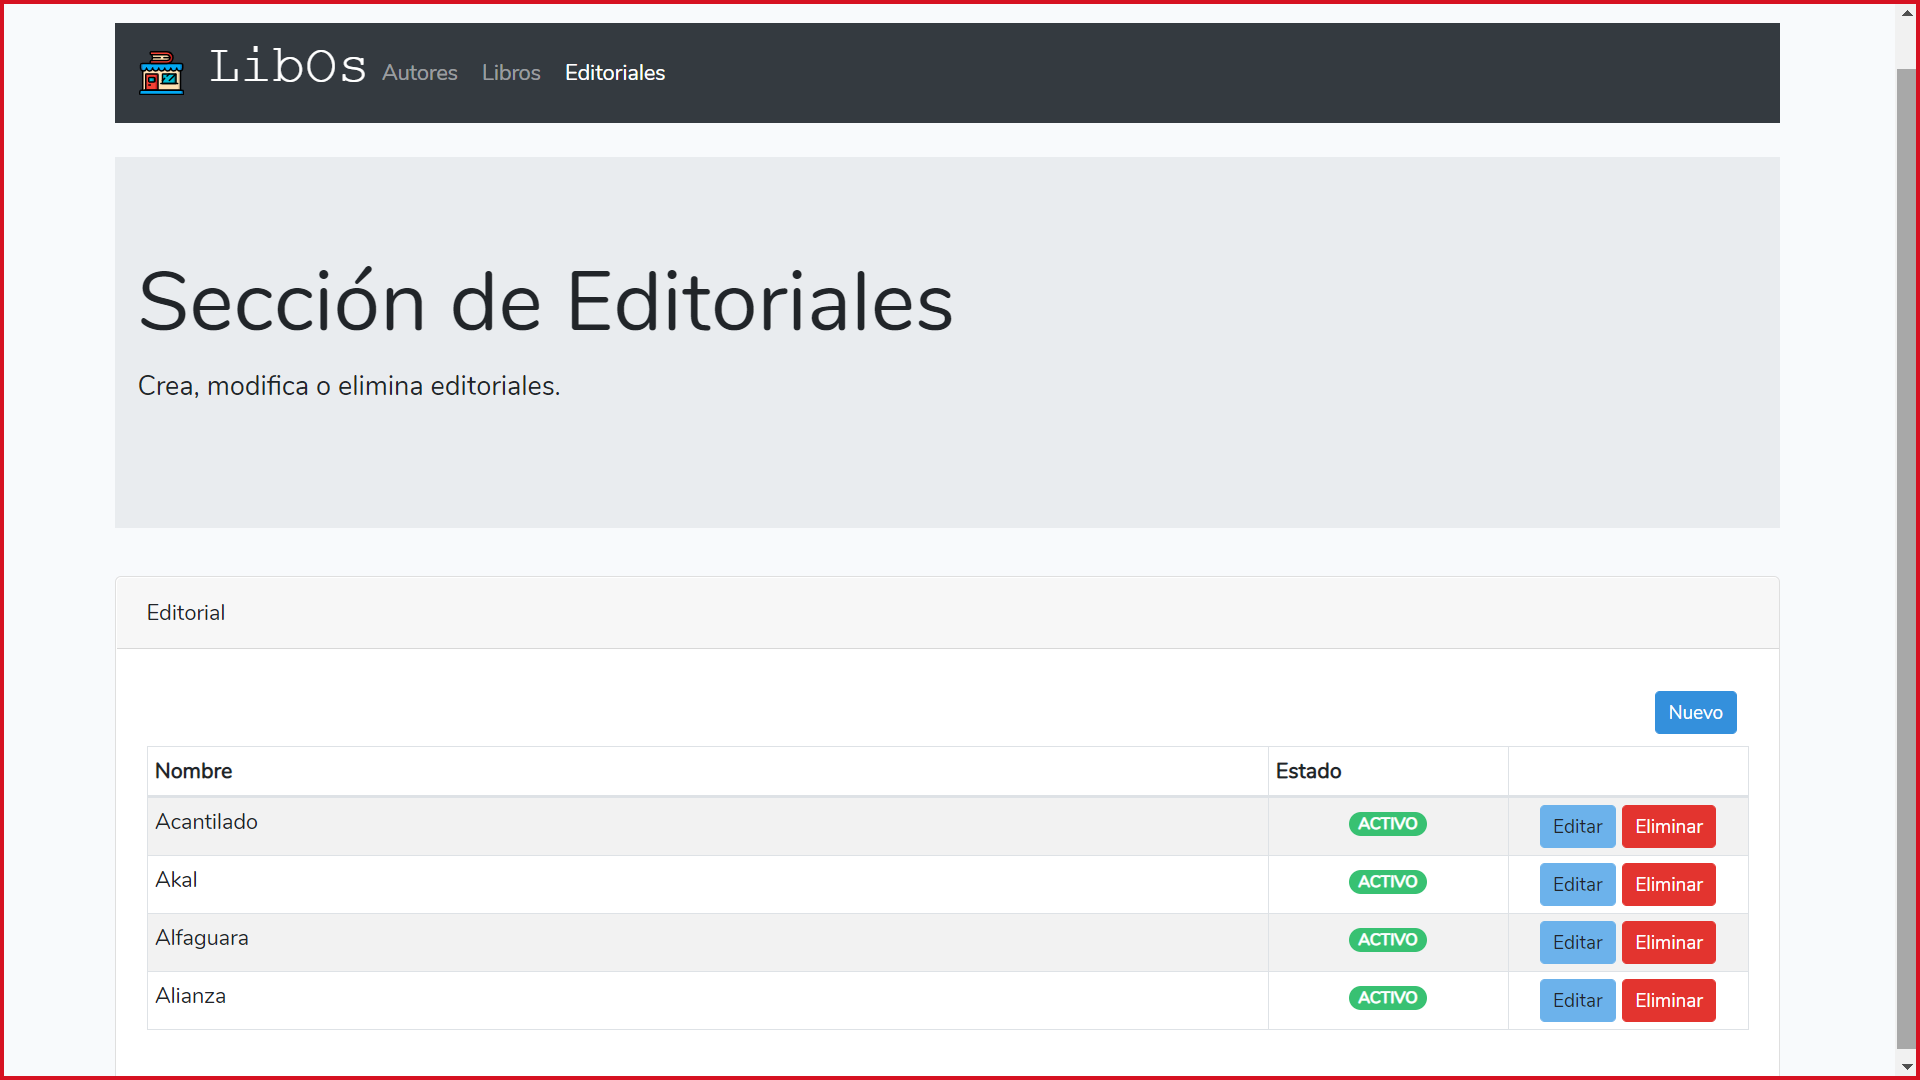 LibOs Autores Libros Editoriales
Sección de Editoriales
Crea, modifica o elimina editoriales.
Editorial
Nuevo
Nombre Estado
Acantilado ACTIVO Editar Eliminar
Akal ACTIVO Editar Eliminar
Alfaguara ACTIVO Editar Eliminar
Alianza ACTIVO Editar Eliminar